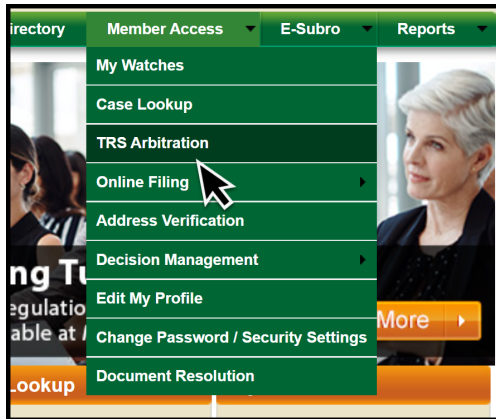 irectory Member Access E-Subro Reports
My Watches
Case Lookup
TRS Arbitration
Online Filing
Address Verification
Decision Management
ng Tu
Edit My Profile
egulatio
More
able at
Change Password / Security Settings
Lookup
Document Resolution